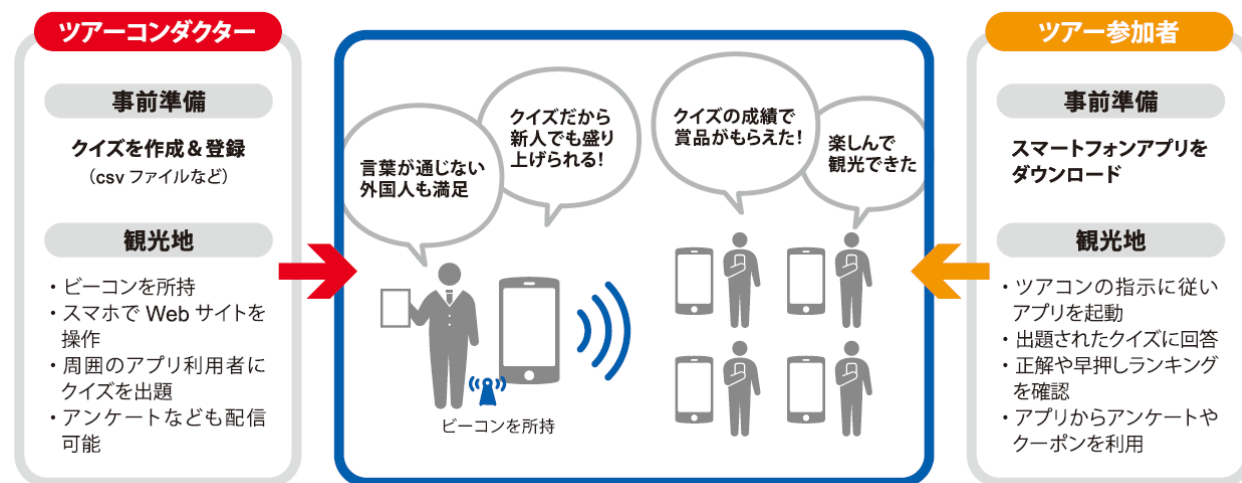 ツアーコンダクター
事前準備
クイズを作成＆登録
（csv ファイルなど）
観光地
・ビーコンを所持
・スマホで Web サイトを
操作
・周囲のアプリ利用者に
クイズを出題
・アンケートなども配信
可能
言葉が通じない
外国人も満足
クイズだから
新人でも盛り
上げられる！
クイズの成績で
賞品がもらえた！
楽しんで
観光できた
ビーコンを所持
ツアー参加者
事前準備
スマートフォンアプリを
ダウンロード
観光地
・ツアコンの指示に従い
アプリを起動
・出題されたクイズに回答
・正解や早押しランキング
を確認
・アプリからアンケートや
クーポンを利用